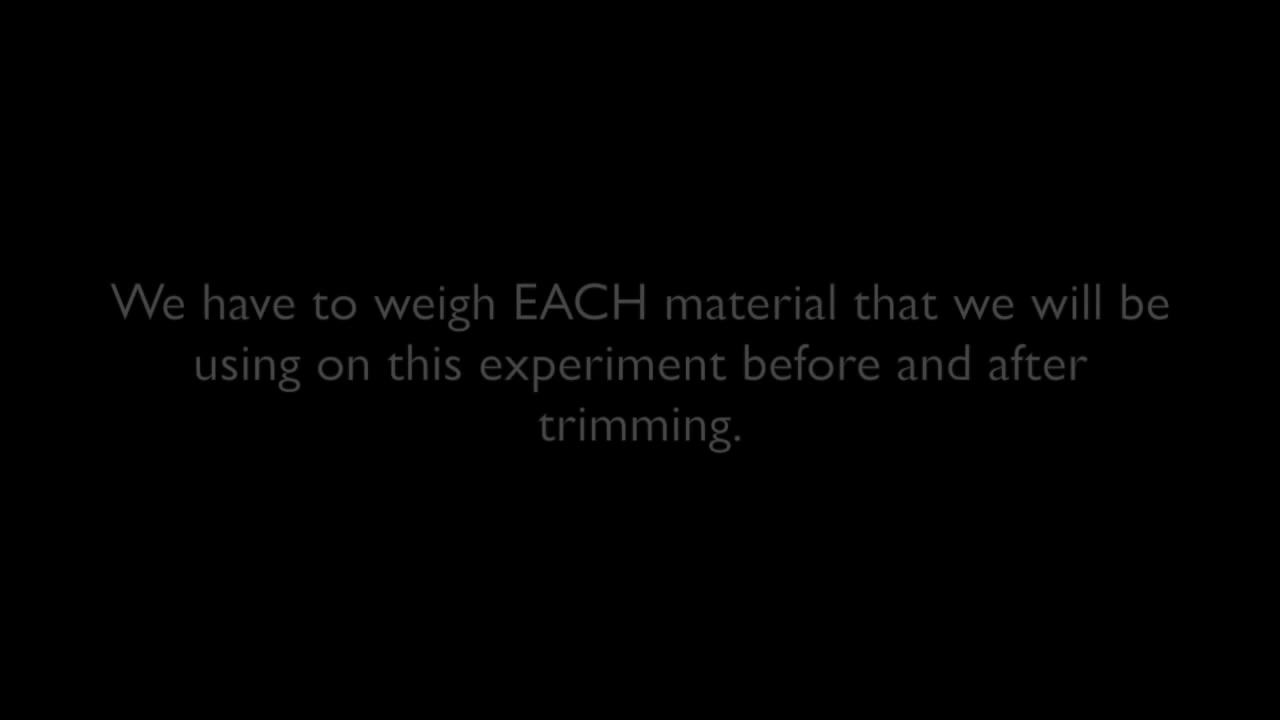 We have to weigh EACH material that we will be
using on this experiment before and after
trimming.